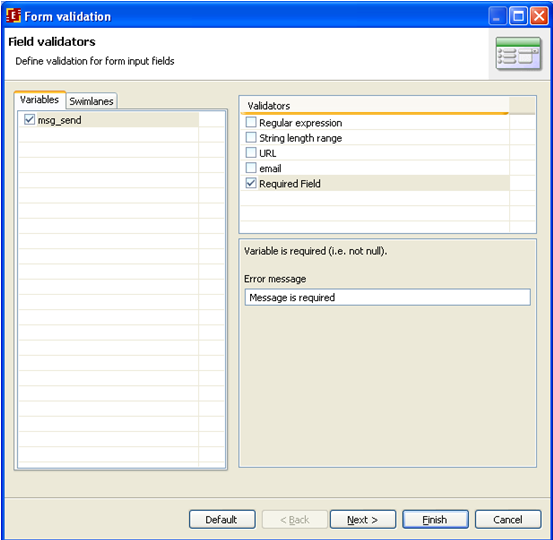 Form validation
Field validators
Define validation for form input fields
Variables
Swimlanes
msg_send
Validators
Regular expression
String length range
URL
email
Required Field
Variable is required (i.e. not null).
Error message
Message is required
Default
< Back
Next >
Finish
Cancel